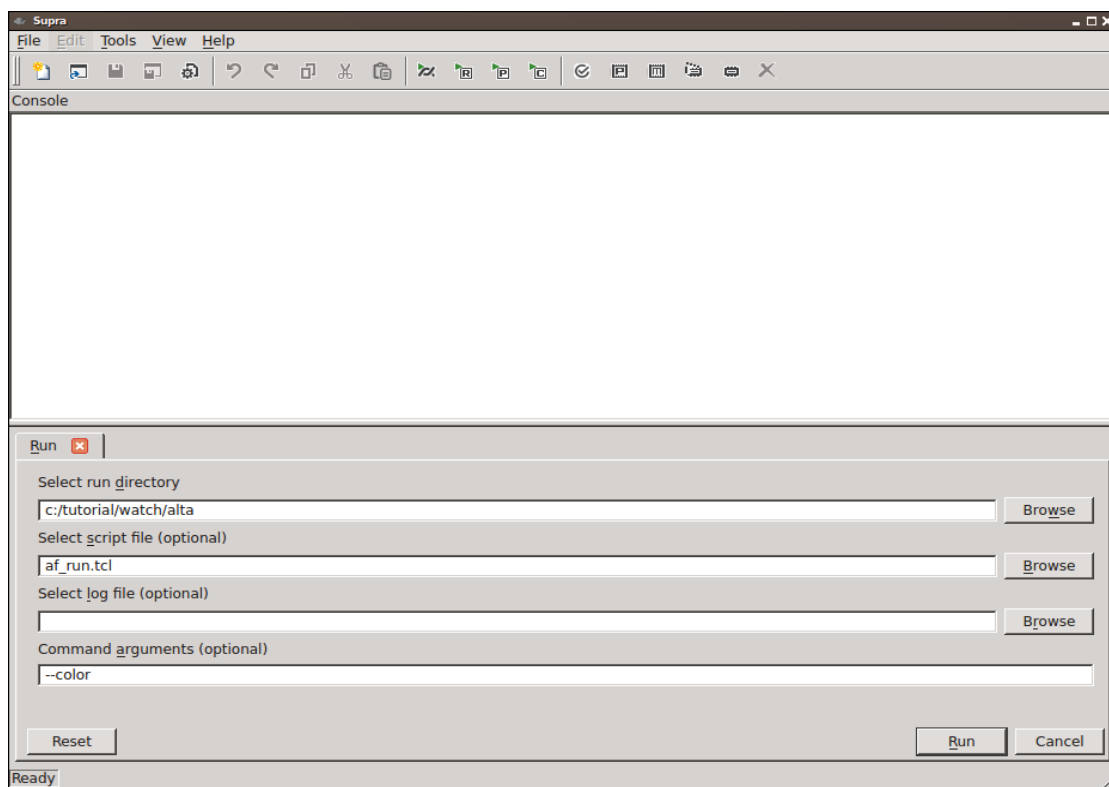 Supra
File Edit Tools View Help
R P C P m
Console
Run
Select run directory
c:/tutorial/watch/alta Browse
Select script file (optional)
af_run.tcl Browse
Select log file (optional)
Browse
Command arguments (optional)
--color
Reset Run Cancel
Ready